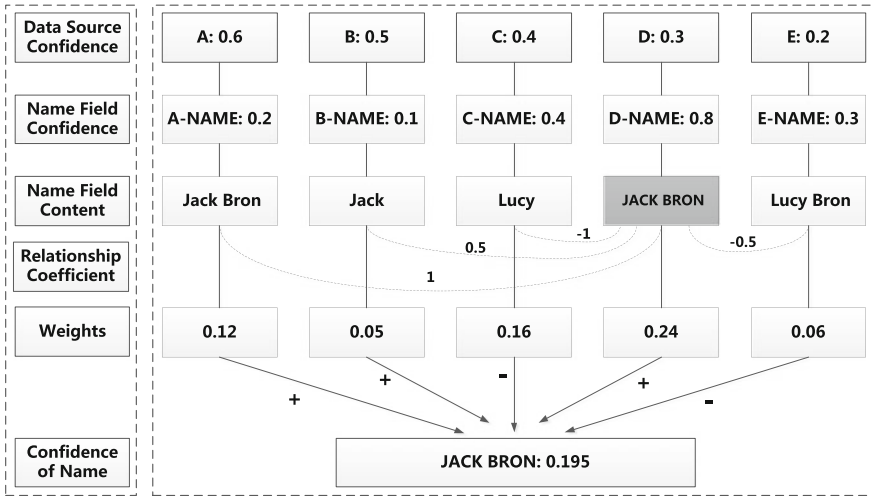 Data Source
Confidence
A: 0.6
B: 0.5
C: 0.4
D: 0.3
E: 0.2
Name Field
Confidence
A-NAME: 0.2
B-NAME: 0.1
C-NAME: 0.4
D-NAME: 0.8
E-NAME: 0.3
Name Field
Content
Jack Bron
Jack
Lucy
JACK BRON
Lucy Bron
Relationship
Coefficient
1
0.5
-1
-0.5
Weights
0.12
0.05
0.16
0.24
0.06
+
+
-
+
-
Confidence
of Name
JACK BRON: 0.195